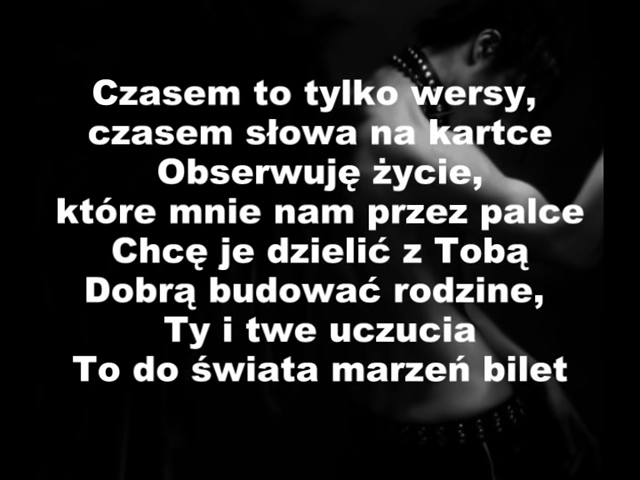 Czasem to tylko wersy,
czasem słowa na kartce
Obserwuję życie,
które mnie nam przez palce
Chcę je dzielić z Tobą
Dobrą budować rodzine,
Ty i twe uczucia
To do świata marzeń bilet